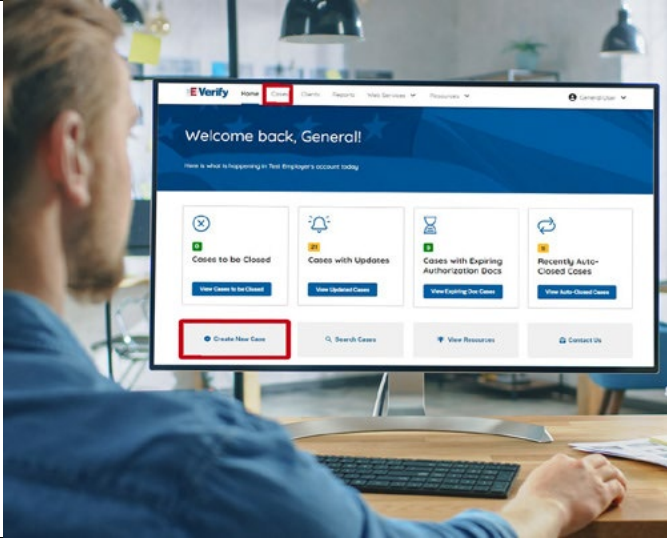 E Verify Home Cases Clients Reports Web Services Resources General User
Welcome back, General!
Here is what is happening in Test Employer's account today
0
Cases to be Closed
View Cases to be Closed
21
Cases with Updates
View Updated Cases
Cases with Expiring
Authorization Docs
View Expiring Doc Cases
Recently Auto-
Closed Cases
View Auto-Closed Cases
Create New Case
Search Cases
View Resources
Contact Us